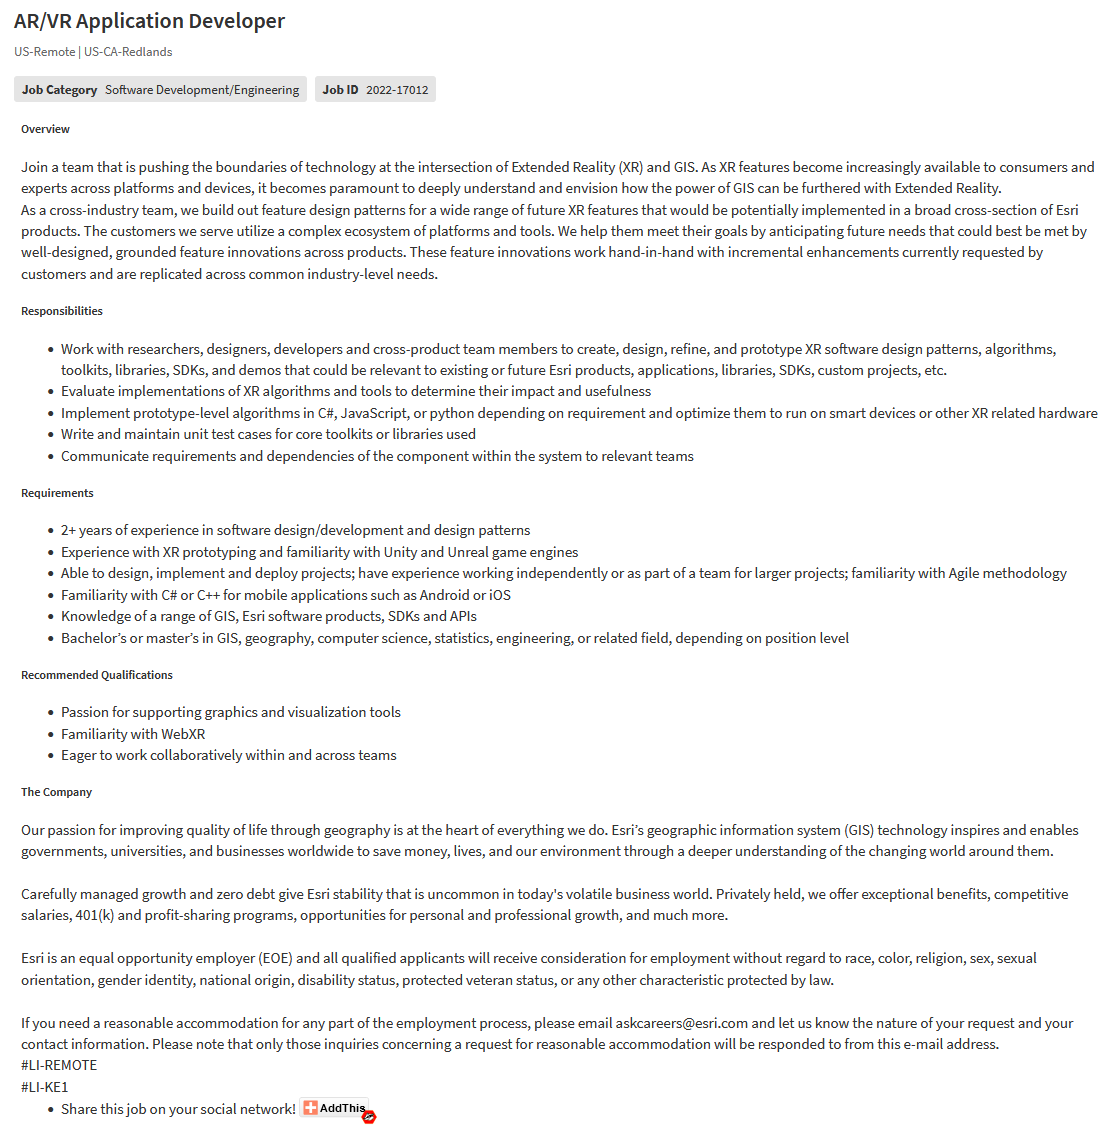 AR/VR Application Developer
US-Remote | US-CA-Redlands
Job Category Software Development/Engineering Job ID 2022-17012
Overview
Join a team that is pushing the boundaries of technology at the intersection of Extended Reality (XR) and GIS. As XR features become increasingly available to consumers and
experts across platforms and devices, it becomes paramount to deeply understand and envision how the power of GIS can be furthered with Extended Reality.
As a cross-industry team, we build out feature design patterns for a wide range of future XR features that would be potentially implemented in a broad cross-section of Esri
products. The customers we serve utilize a complex ecosystem of platforms and tools. We help them meet their goals by anticipating future needs that could best be met by
well-designed, grounded feature innovations across products. These feature innovations work hand-in-hand with incremental enhancements currently requested by
customers and are replicated across common industry-level needs.
Responsibilities
• Work with researchers, designers, developers and cross-product team members to create, design, refine, and prototype XR software design patterns, algorithms,
toolkits, libraries, SDKs, and demos that could be relevant to existing or future Esri products, applications, libraries, SDKs, custom projects, etc.
• Evaluate implementations of XR algorithms and tools to determine their impact and usefulness
• Implement prototype-level algorithms in C#, JavaScript, or python depending on requirement and optimize them to run on smart devices or other XR related hardware
• Write and maintain unit test cases for core toolkits or libraries used
• Communicate requirements and dependencies of the component within the system to relevant teams
Requirements
• 2+ years of experience in software design/development and design patterns
• Experience with XR prototyping and familiarity with Unity and Unreal game engines
• Able to design, implement and deploy projects; have experience working independently or as part of a team for larger projects; familiarity with Agile methodology
• Familiarity with C# or C++ for mobile applications such as Android or iOS
• Knowledge of a range of GIS, Esri software products, SDKs and APIs
• Bachelor’s or master’s in GIS, geography, computer science, statistics, engineering, or related field, depending on position level
Recommended Qualifications
• Passion for supporting graphics and visualization tools
• Familiarity with WebXR
• Eager to work collaboratively within and across teams
The Company
Our passion for improving quality of life through geography is at the heart of everything we do. Esri’s geographic information system (GIS) technology inspires and enables
governments, universities, and businesses worldwide to save money, lives, and our environment through a deeper understanding of the changing world around them.
Carefully managed growth and zero debt give Esri stability that is uncommon in today's volatile business world. Privately held, we offer exceptional benefits, competitive
salaries, 401(k) and profit-sharing programs, opportunities for personal and professional growth, and much more.
Esri is an equal opportunity employer (EOE) and all qualified applicants will receive consideration for employment without regard to race, color, religion, sex, sexual
orientation, gender identity, national origin, disability status, protected veteran status, or any other characteristic protected by law.
If you need a reasonable accommodation for any part of the employment process, please email askcareers@esri.com and let us know the nature of your request and your
contact information. Please note that only those inquiries concerning a request for reasonable accommodation will be responded to from this e-mail address.
#LI-REMOTE
#LI-KE1
• Share this job on your social network! AddThis